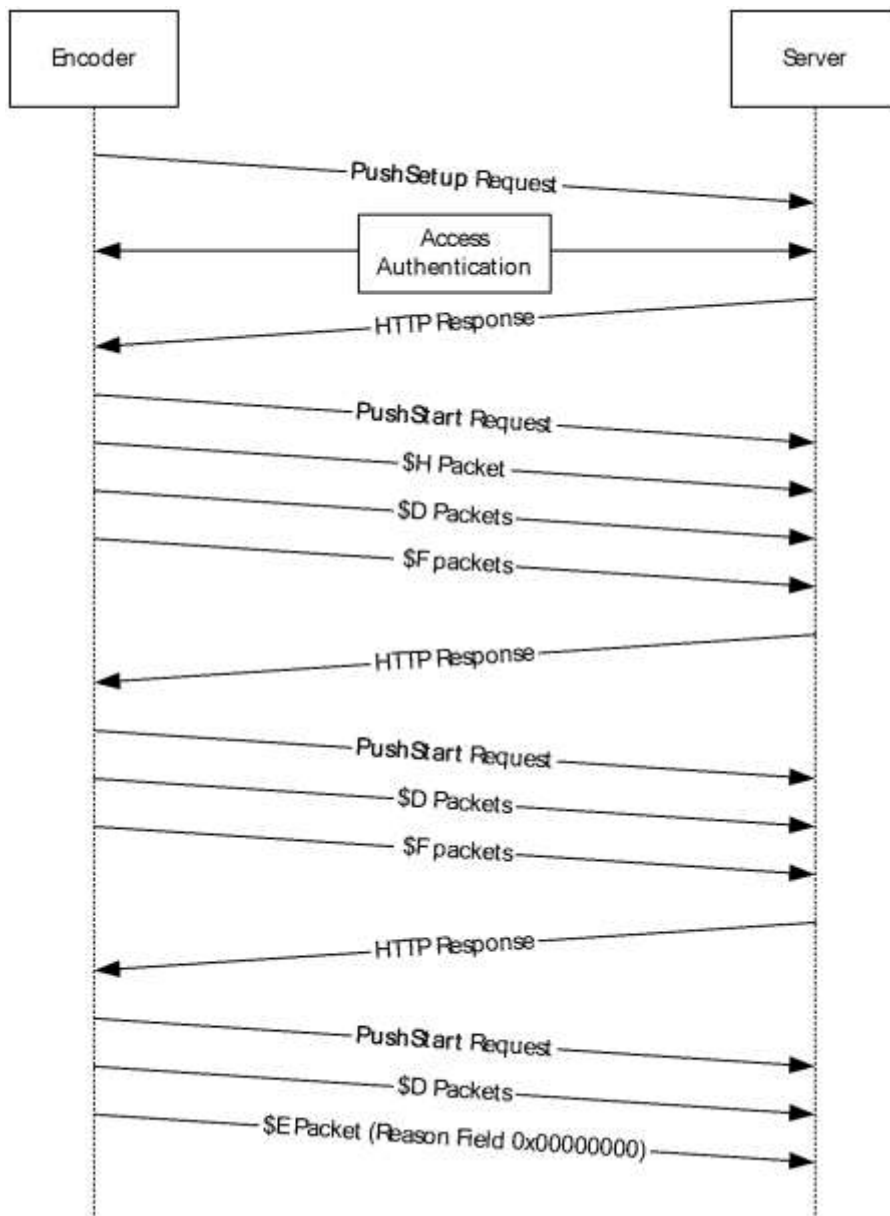 Encoder
Server
PushSetup Request
Access
Authentication
HTTP Response
PushStart Request
$H Packet
$D Packets
$F packets
HTTP Response
PushStart Request
$D Packets
$F packets
HTTP Response
PushStart Request
$D Packets
$E Packet (Reason Field 0x00000000)